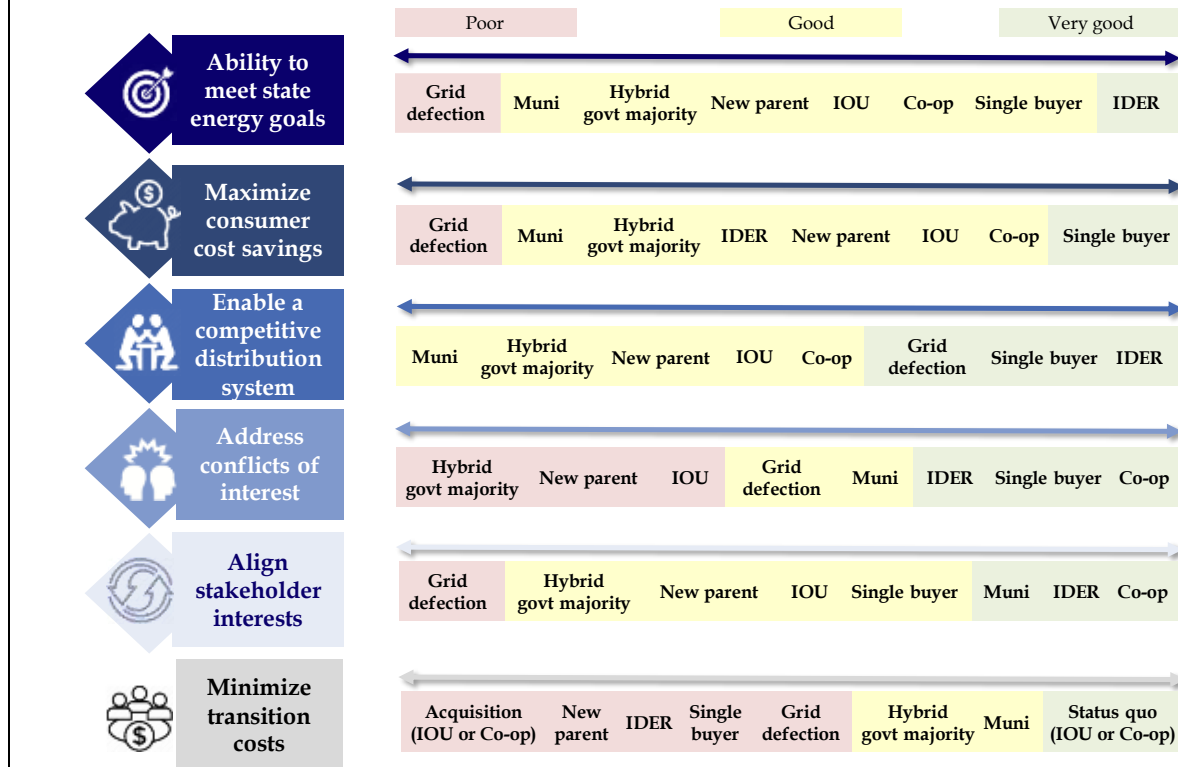 Poor Good Very good
Ability to
meet state
energy goals
Grid
defection
Muni
Hybrid
govt majority
New parent
IOU
Co-op
Single buyer
IDER
Maximize
consumer
cost savings
Grid
defection
Muni
Hybrid
govt majority
IDER
New parent
IOU
Co-op
Single buyer
Enable a
competitive
distribution
system
Muni
Hybrid
govt majority
New parent
IOU
Co-op
Grid
defection
Single buyer
IDER
Address
conflicts of
interest
Hybrid
govt majority
New parent
IOU
Grid
defection
Muni
IDER
Single buyer
Co-op
Align
stakeholder
interests
Grid
defection
Hybrid
govt majority
New parent
IOU
Single buyer
Muni
IDER
Co-op
Minimize
transition
costs
Acquisition
(IOU or Co-op)
New
parent
IDER
Single
buyer
Grid
defection
Hybrid
govt majority
Muni
Status quo
(IOU or Co-op)